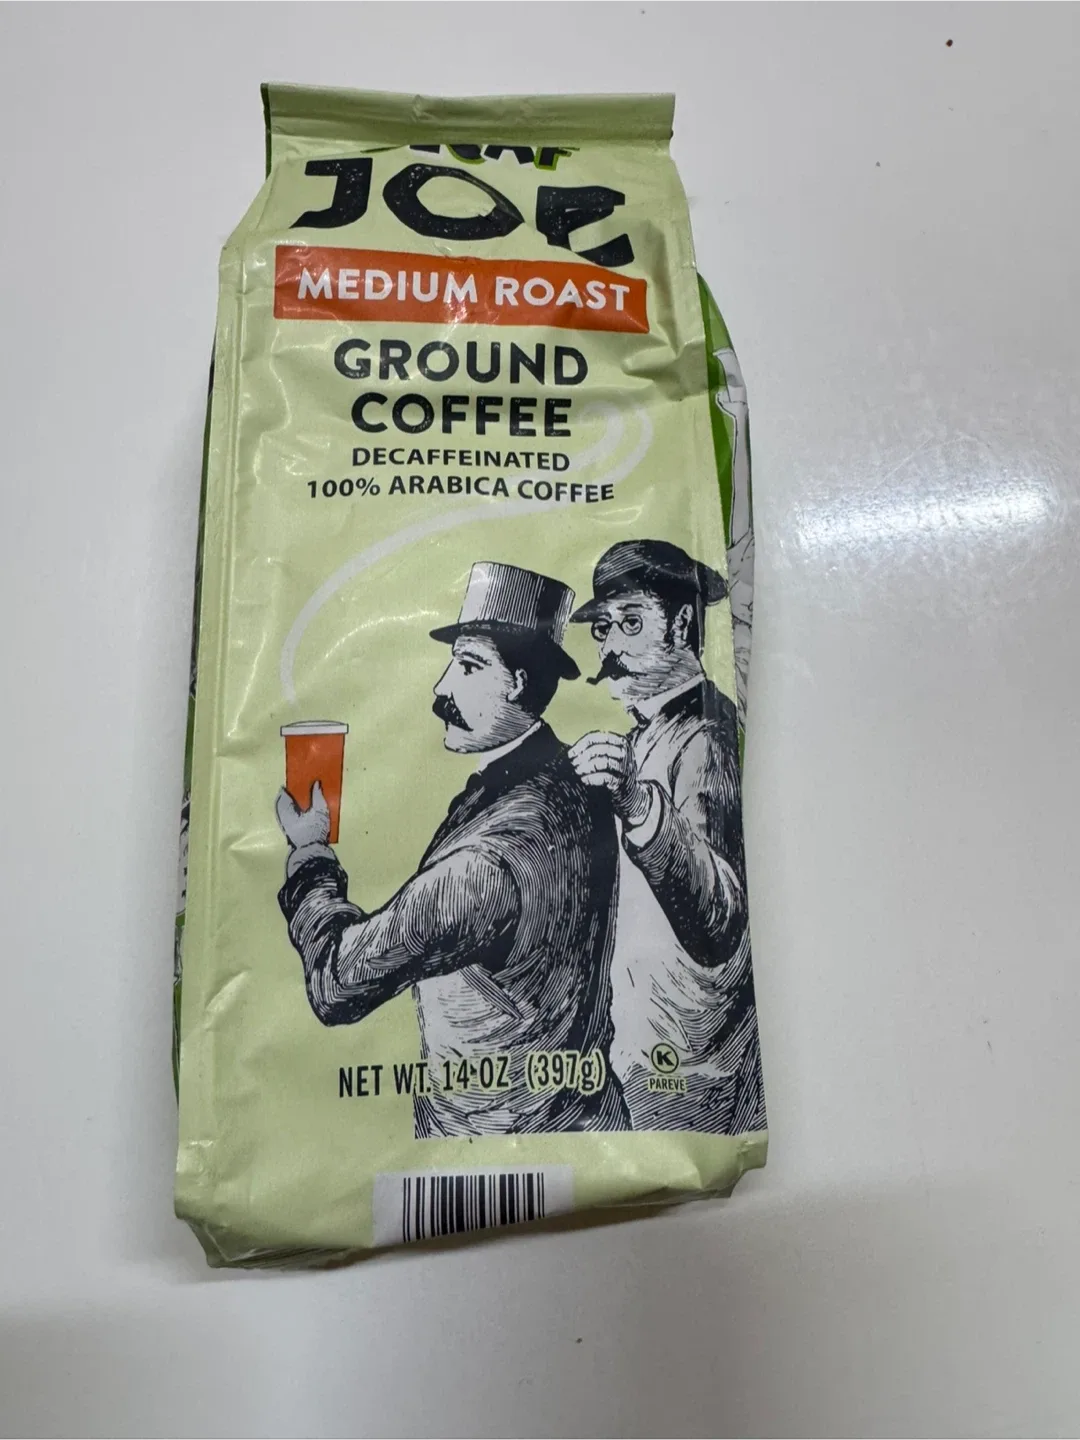 JOE
MEDIUM ROAST
GROUND
COFFEE
DECAFFEINATED
100% ARABICA COFFEE
NET WT. 14 OZ (397g)
K
PAREVE